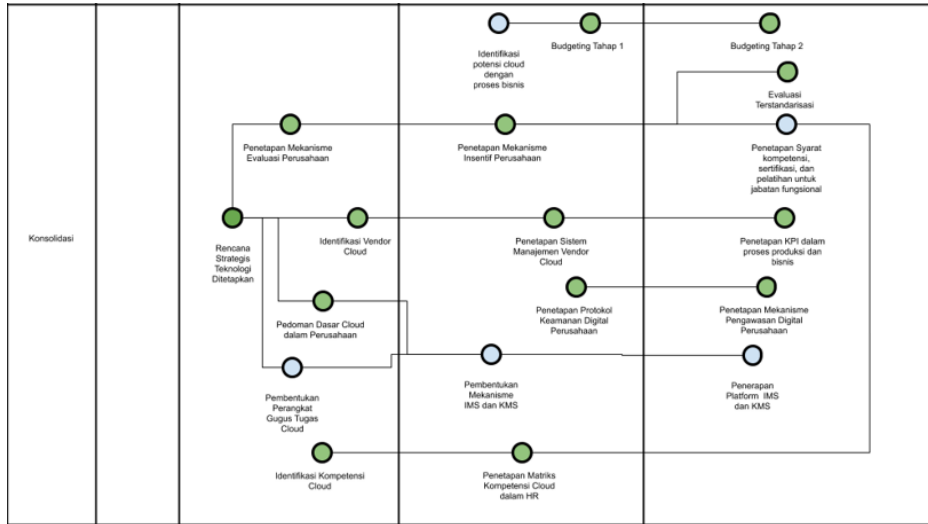 Identifikasi
potensi cloud
dengan
proses bisnis
Budgeting Tahap 1
Budgeting Tahap 2
Evaluasi
Terstandarisasi
Penetapan Mekanisme
Evaluasi Perusahaan
Penetapan Mekanisme
Insentif Perusahaan
Penetapan Syarat
kompetensi,
sertifikasi, dan
pelatihan untuk
jabatan fungsional
Konsolidasi
Rencana
Strategis
Teknologi
Ditetapkan
Identifikasi Vendor
Cloud
Penetapan Sistem
Manajemen Vendor
Cloud
Penetapan KPI dalam
proses produksi dan
bisnis
Pedoman Dasar Cloud
dalam Perusahaan
Penetapan Protokol
Keamanan Digital
Perusahaan
Penetapan Mekanisme
Pengawasan Digital
Perusahaan
Pembentukan
Perangkat
Gugus Tugas
Cloud
Pembentukan
Mekanisme
IMS dan KMS
Penerapan
Platform IMS
dan KMS
Identifikasi Kompetensi
Cloud
Penetapan Matriks
Kompetensi Cloud
dalam HR